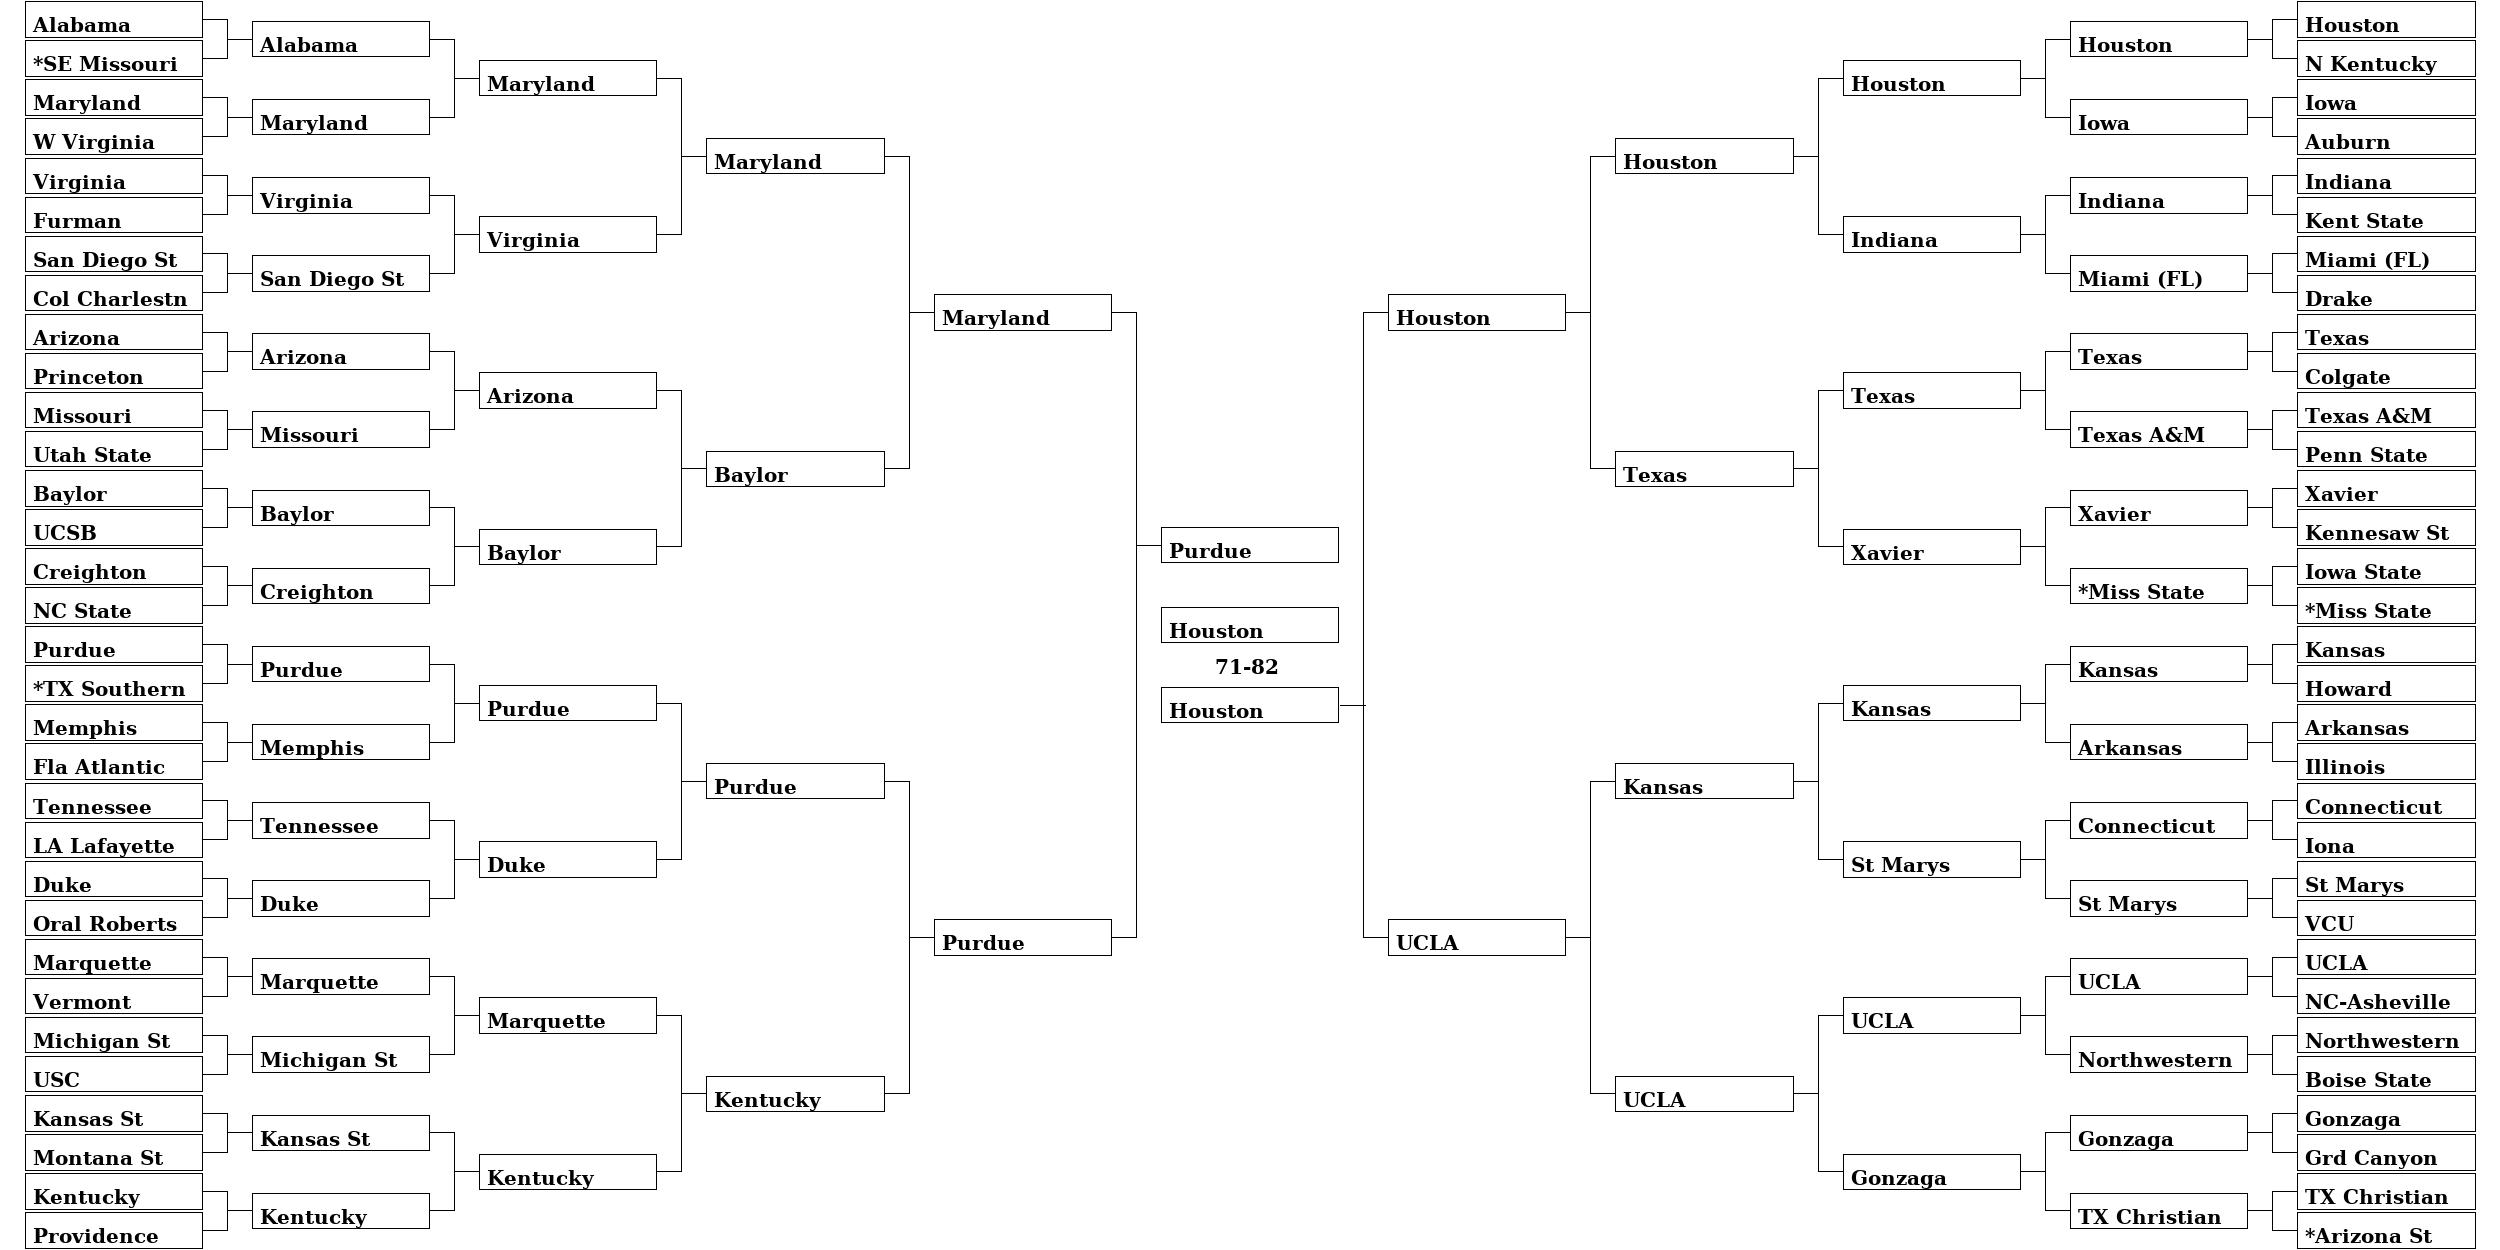 Alabama
*SE Missouri
Maryland
W Virginia
Virginia
Furman
San Diego St
Col Charlestn
Arizona
Princeton
Missouri
Utah State
Baylor
UCSB
Creighton
NC State
Purdue
*TX Southern
Memphis
Fla Atlantic
Tennessee
LA Lafayette
Duke
Oral Roberts
Marquette
Vermont
Michigan St
USC
Kansas St
Montana St
Kentucky
Providence
Alabama
Maryland
Virginia
San Diego St
Arizona
Missouri
Baylor
Creighton
Purdue
Memphis
Tennessee
Duke
Marquette
Michigan St
Kansas St
Kentucky
Maryland
Virginia
Arizona
Baylor
Purdue
Duke
Marquette
Kentucky
Maryland
Baylor
Purdue
Kentucky
Maryland
Purdue
Purdue
Houston
71-82
Houston
Houston
UCLA
Houston
Texas
Kansas
UCLA
Houston
Indiana
Texas
Xavier
Kansas
St Marys
UCLA
Gonzaga
Houston
Iowa
Indiana
Miami (FL)
Texas
Texas A&M
Xavier
*Miss State
Kansas
Arkansas
Connecticut
St Marys
UCLA
Northwestern
Gonzaga
TX Christian
Houston
N Kentucky
Iowa
Auburn
Indiana
Kent State
Miami (FL)
Drake
Texas
Colgate
Texas A&M
Penn State
Xavier
Kennesaw St
Iowa State
*Miss State
Kansas
Howard
Arkansas
Illinois
Connecticut
Iona
St Marys
VCU
UCLA
NC-Asheville
Northwestern
Boise State
Gonzaga
Grd Canyon
TX Christian
*Arizona St